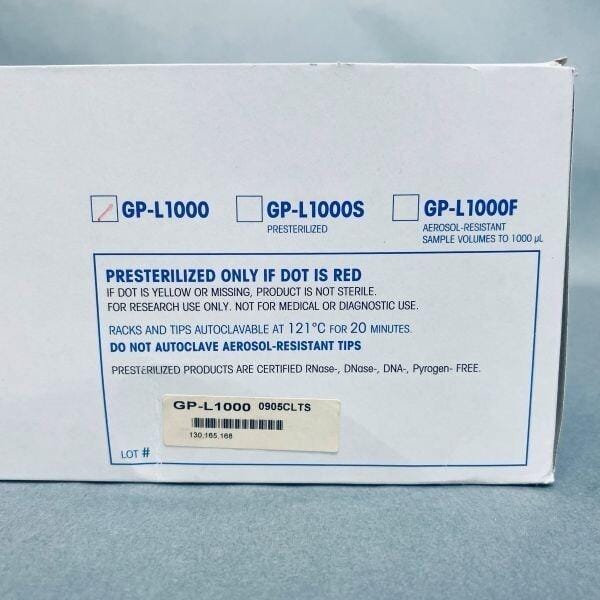 GP-L1000 GP-L1000S GP-L1000F
PRESTERILIZED
AEROSOL-RESISTANT
SAMPLE VOLUMES TO 1000 µL
PRESTERILIZED ONLY IF DOT IS RED
IF DOT IS YELLOW OR MISSING, PRODUCT IS NOT STERILE.
FOR RESEARCH USE ONLY. NOT FOR MEDICAL OR DIAGNOSTIC USE.
RACKS AND TIPS AUTOCLAVABLE AT 121°C FOR 20 MINUTES.
DO NOT AUTOCLAVE AEROSOL-RESISTANT TIPS
PRESTERILIZED PRODUCTS ARE CERTIFIED RNase-, DNase-, DNA-, Pyrogen- FREE.
GP-L1000 0905CLTS
130,165,168
LOT #